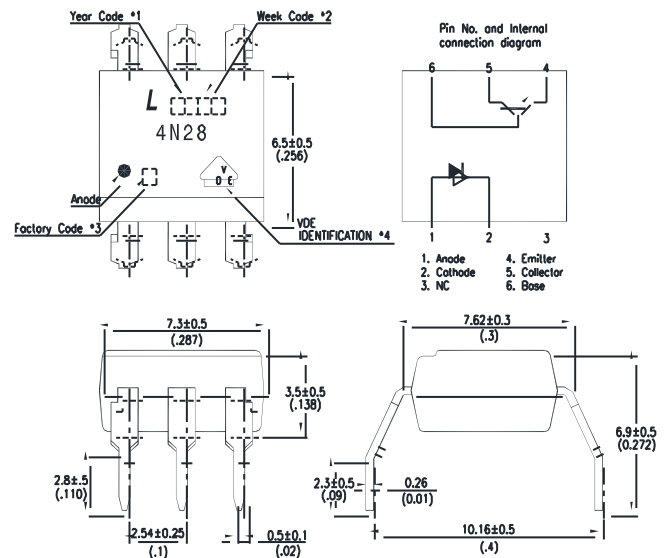 Year Code *1
Week Code *2
L
4N28
V
D E
Anode
Factory Code *3
VDE
IDENTIFICATION *4
6.5±0.5
(.256)
Pin No. and Internal
connection diagram
6 5 4
1 2 3
1. Anode
2. Cathode
3. NC
4. Emitter
5. Collector
6. Base
7.3±0.5
(.287)
3.5±0.5
(.138)
2.8±.5
(.110)
2.54±0.25
(.1)
0.5±0.1
(.02)
7.62±0.3
(.3)
6.9±0.5
(0.272)
2.3±0.5
(.09)
0.26
(0.01)
10.16±0.5
(.4)